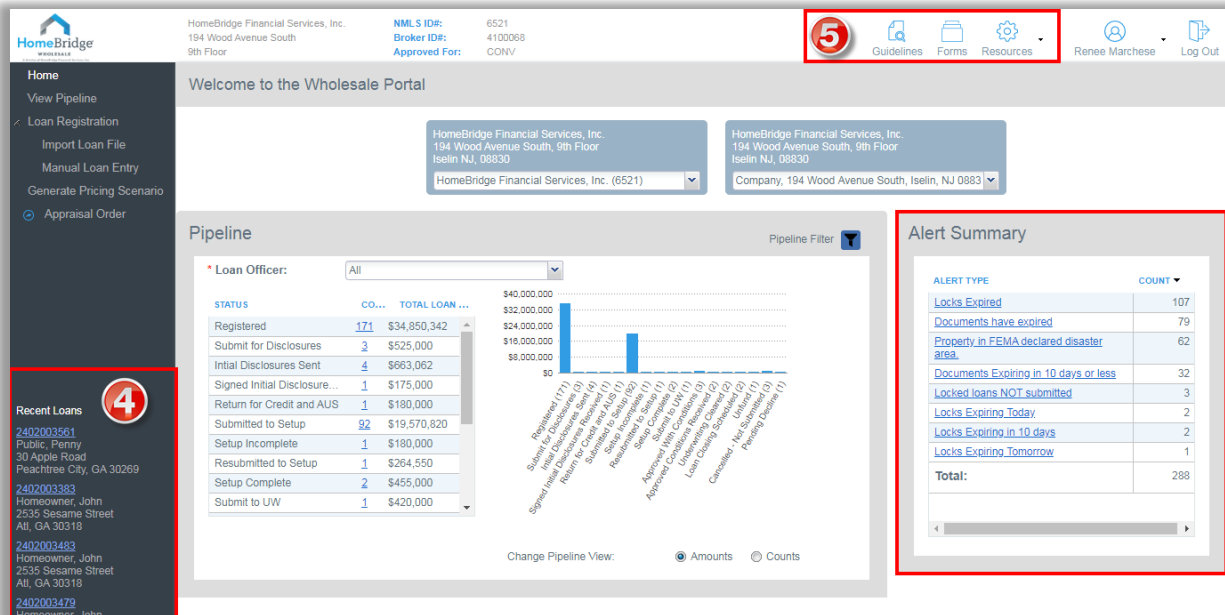 HomeBridge
WHOLESALE
HomeBridge Financial Services, Inc.
194 Wood Avenue South
9th Floor
NMLS ID#: 6521
Broker ID#: 4100068
Approved For: CONV
5
Guidelines
Forms
Resources
Renee Marchese
Log Out
Home
View Pipeline
Loan Registration
Import Loan File
Manual Loan Entry
Generate Pricing Scenario
Appraisal Order
Recent Loans
4
2402003561
Public, Penny
30 Apple Road
Peachtree City, GA 30269
2402003383
Homeowner, John
2535 Sesame Street
Atl, GA 30318
2402003483
Homeowner, John
2535 Sesame Street
Atl, GA 30318
2402003479
Homeowner, John
Welcome to the Wholesale Portal
HomeBridge Financial Services, Inc.
194 Wood Avenue South, 9th Floor
Iselin NJ, 08830
HomeBridge Financial Services, Inc. (6521)
HomeBridge Financial Services, Inc.
194 Wood Avenue South, 9th Floor
Iselin NJ, 08830
Company, 194 Wood Avenue South, Iselin, NJ 0883
Pipeline
Pipeline Filter
* Loan Officer: All
STATUS CO... TOTAL LOAN ...
Registered 171 $34,850,342
Submit for Disclosures 3 $525,000
Intial Disclosures Sent 4 $663,062
Signed Initial Disclosure... 1 $175,000
Return for Credit and AUS 1 $180,000
Submitted to Setup 92 $19,570,820
Setup Incomplete 1 $180,000
Resubmitted to Setup 1 $264,550
Setup Complete 2 $455,000
Submit to UW 1 $420,000
$40,000,000
$32,000,000
$24,000,000
$16,000,000
$8,000,000
$0
Registered (171)
Submit for Disclosures (3)
Intial Disclosures Sent (4)
Signed Initial Disclosures Received (1)
Return for Credit and AUS (1)
Submitted to Setup (92)
Setup Incomplete (1)
Resubmitted to Setup (1)
Setup Complete (2)
Submit to UW (1)
Approved With Conditions (3)
Approved Conditions Received (2)
Underwriting Cleared (2)
Loan Closing Scheduled (2)
Unfund (1)
Cancelled - Not Submitted (3)
Pending Decline (1)
Change Pipeline View: Amounts Counts
Alert Summary
ALERT TYPE COUNT
Locks Expired 107
Documents have expired 79
Property in FEMA declared disaster area. 62
Documents Expiring in 10 days or less 32
Locked loans NOT submitted 3
Locks Expiring Today 2
Locks Expiring in 10 days 2
Locks Expiring Tomorrow 1
Total: 288